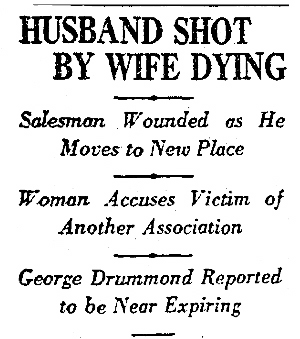 HUSBAND SHOT
BY WIFE DYING
Salesman Wounded as He
Moves to New Place
Woman Accuses Victim of
Another Association
George Drummond Reported
to be Near Expiring